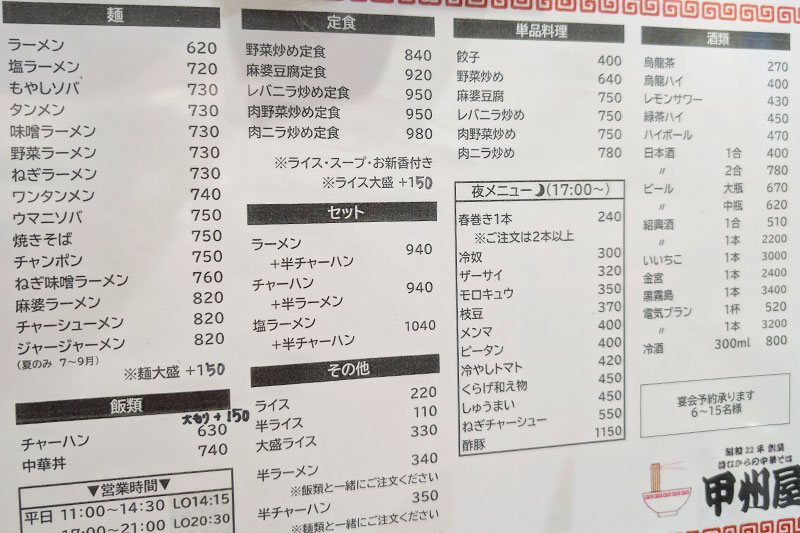 麺
ラーメン 620
塩ラーメン 720
もやしソバ 730
タンメン 730
味噌ラーメン 730
野菜ラーメン 730
ねぎラーメン 730
ワンタンメン 740
ウマニソバ 750
焼きそば 750
チャンポン 750
ねぎ味噌ラーメン 760
麻婆ラーメン 820
チャーシューメン 820
ジャージャーメン 820
(夏のみ 7〜9月)
※麺大盛 +150
飯類
大もり + 150
チャーハン 630
中華丼 740
▼営業時間▼
平日 11:00〜14:30 LO14:15
17:00〜21:00 LO20:30
定食
野菜炒め定食 840
麻婆豆腐定食 920
レバニラ炒め定食 950
肉野菜炒め定食 950
肉ニラ炒め定食 980
※ライス・スープ・お新香付き
※ライス大盛 +150
セット
ラーメン
+半チャーハン 940
チャーハン
+半ラーメン 940
塩ラーメン
+半チャーハン 1040
その他
ライス 220
半ライス 110
大盛ライス 330
半ラーメン 340
※飯類と一緒にご注文ください
半チャーハン 350
※麺類と一緒にご注文ください
単品料理
餃子 400
野菜炒め 640
麻婆豆腐 750
レバニラ炒め 750
肉野菜炒め 750
肉ニラ炒め 780
夜メニュー(17:00〜)
春巻き1本 240
※ご注文は2本以上
冷奴 300
ザーサイ 320
モロキュウ 350
枝豆 370
メンマ 400
ピータン 400
冷やしトマト 420
くらげ和え物 450
しゅうまい 450
ねぎチャーシュー 550
酢豚 1150
酒類
烏龍茶 270
烏龍ハイ 400
レモンサワー 430
緑茶ハイ 450
ハイボール 470
日本酒 1合 400
〃 2合 780
ビール 大瓶 670
〃 中瓶 620
紹興酒 1合 510
〃 1本 2200
いいちこ 1本 3000
金宮 1本 2400
黒霧島 1本 3400
電気ブラン 1杯 520
〃 1本 3200
冷酒 300ml 800
宴会予約承ります
6〜15名様
昭和22年 創業
昔ながらの中華そば
甲州屋